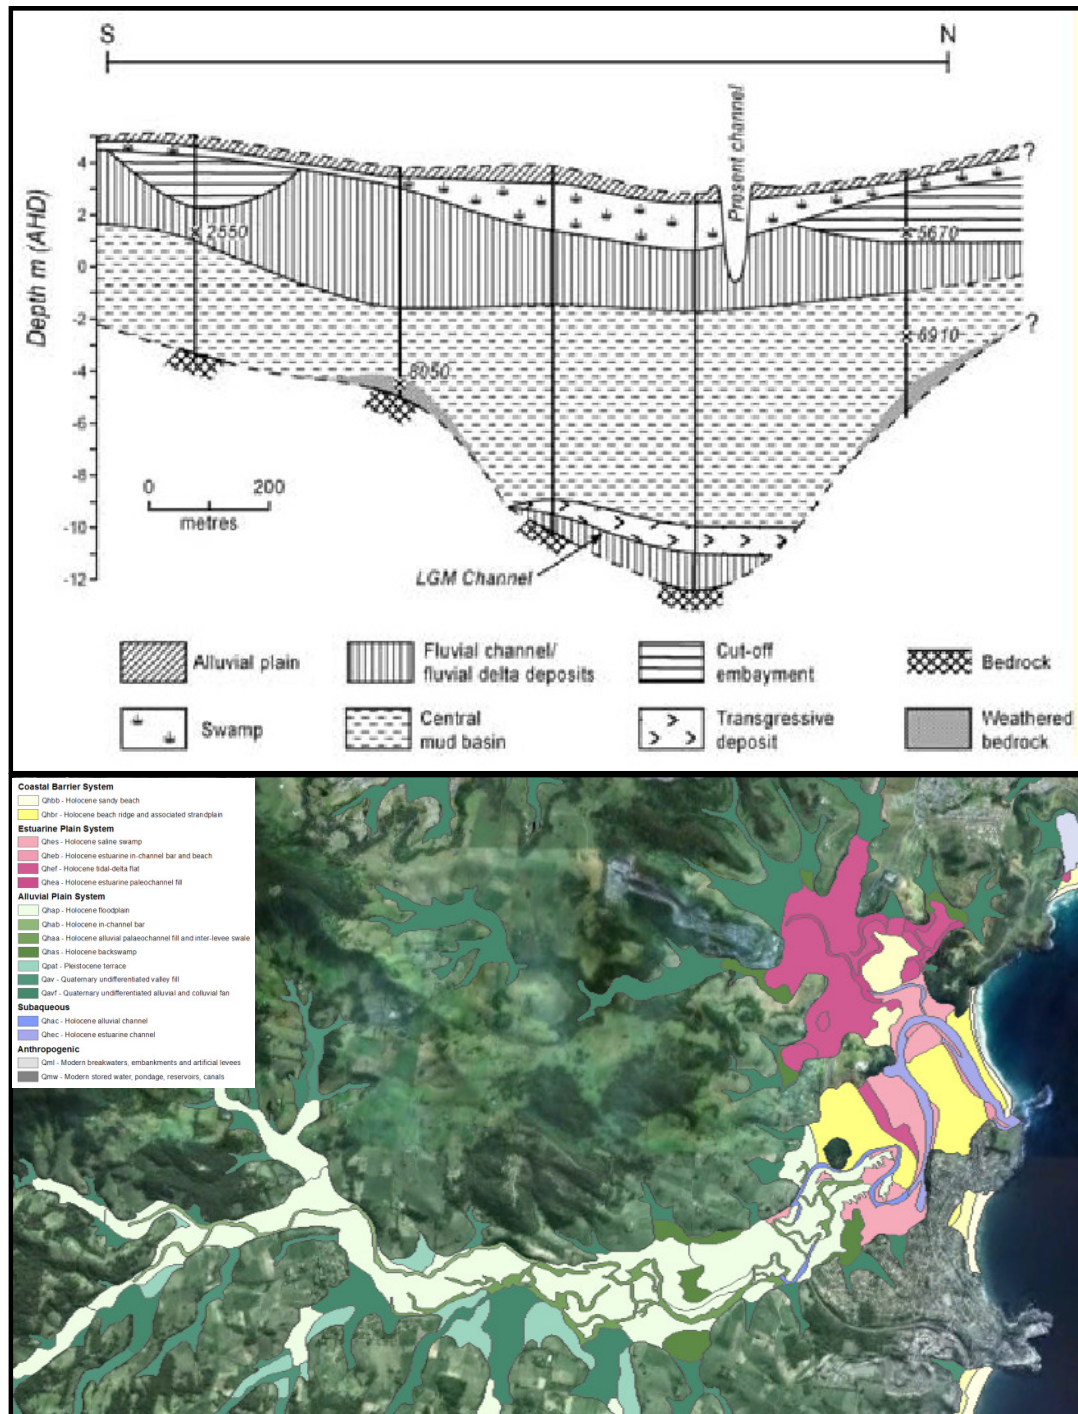 S N
Present channel
Depth m (AHD)
4
2
0
-2
-4
-6
-8
-10
-12
?
?
2550
5670
6910
8050
0 200
metres
LGM Channel
Alluvial plain
Fluvial channel/
fluvial delta deposits
Cut-off
embayment
Bedrock
Swamp
Central
mud basin
Transgressive
deposit
Weathered
bedrock
Coastal Barrier System
Qhbb - Holocene sandy beach
Qhbr - Holocene beach ridge and associated strandplain
Estuarine Plain System
Qhes - Holocene saline swamp
Qheb - Holocene estuarine in-channel bar and beach
Qhef - Holocene tidal-delta flat
Qhea - Holocene estuarine paleochannel fill
Alluvial Plain System
Qhap - Holocene floodplain
Qhab - Holocene in-channel bar
Qhaa - Holocene alluvial palaeochannel fill and inter-levee swale
Qhas - Holocene backswamp
Qpat - Pleistocene terrace
Qav - Quaternary undifferentiated valley fill
Qavf - Quaternary undifferentiated alluvial and colluvial fan
Subaqueous
Qhac - Holocene alluvial channel
Qhec - Holocene estuarine channel
Anthropogenic
Qml - Modern breakwaters, embankments and artificial levees
Qmw - Modern stored water, pondage, reservoirs, canals